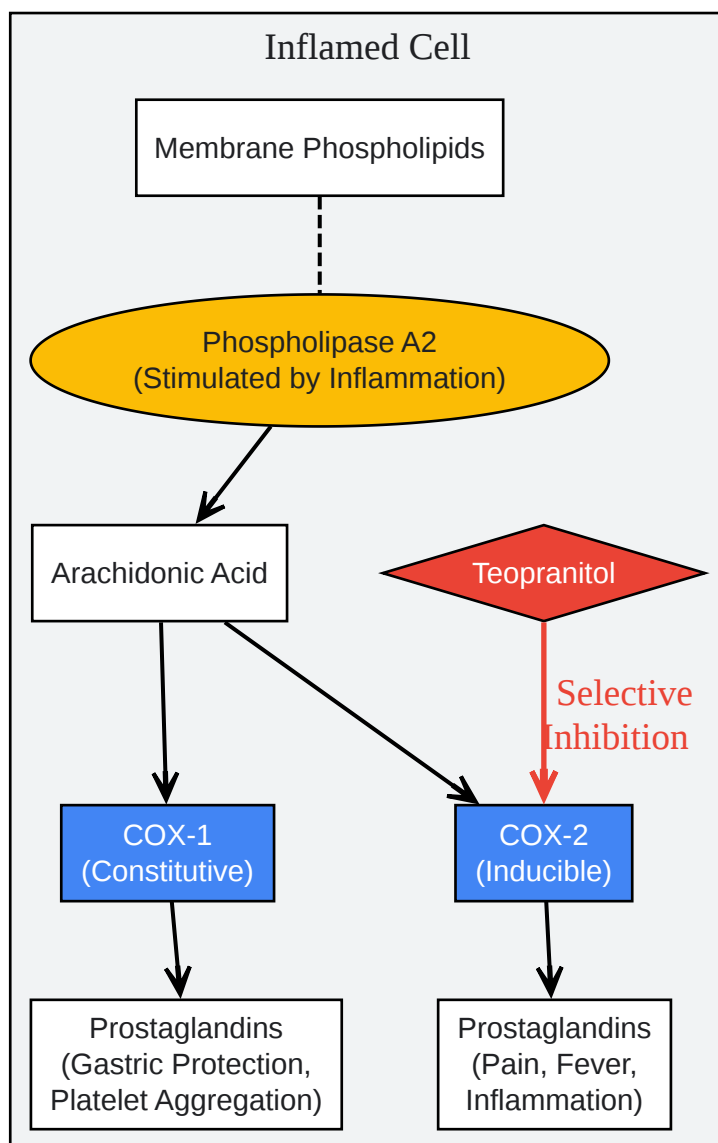 Inflamed Cell
Membrane Phospholipids
Phospholipase A2
(Stimulated by Inflammation)
Arachidonic Acid
Teopranitol
Selective
Inhibition
COX-1
(Constitutive)
COX-2
(Inducible)
Prostaglandins
(Gastric Protection,
Platelet Aggregation)
Prostaglandins
(Pain, Fever,
Inflammation)